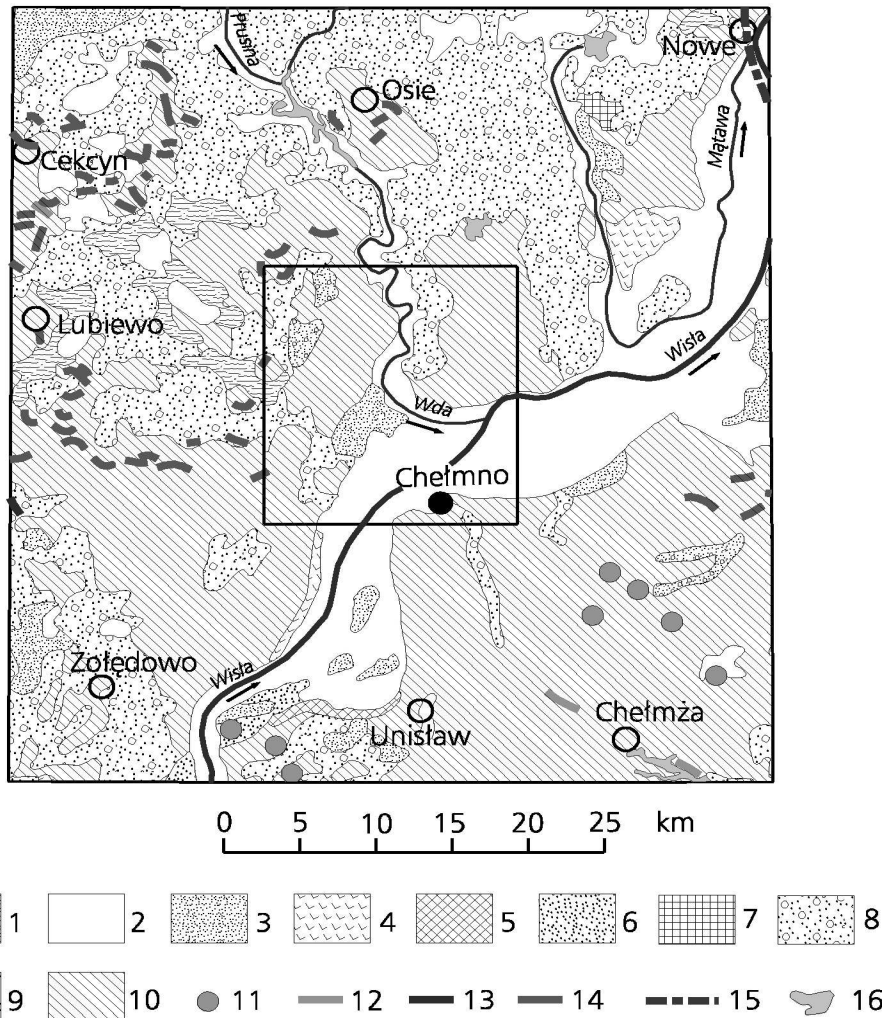 Prusina
Nowe
Osie
Mątawa
Cekcyn
Lubiewo
Wisła
Wda
Chełmno
Zołędowo
Wisła
Chełmża
Unisław
0 5 10 15 20 25 km
1 2 3 4 5 6 7 8
9 10 11 12 13 14 15 16